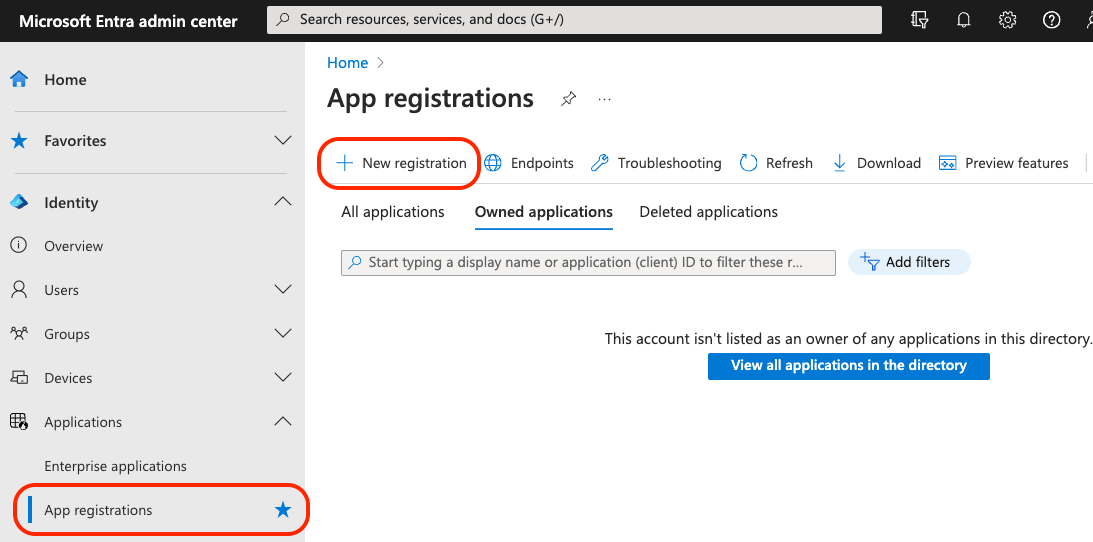 Microsoft Entra admin center
Search resources, services, and docs (G+/)
Home
Favorites
Identity
Overview
Users
Groups
Devices
Applications
Enterprise applications
App registrations
Home
App registrations
New registration
Endpoints
Troubleshooting
Refresh
Download
Preview features
All applications
Owned applications
Deleted applications
Start typing a display name or application (client) ID to filter these r...
Add filters
This account isn't listed as an owner of any applications in this directory.
View all applications in the directory